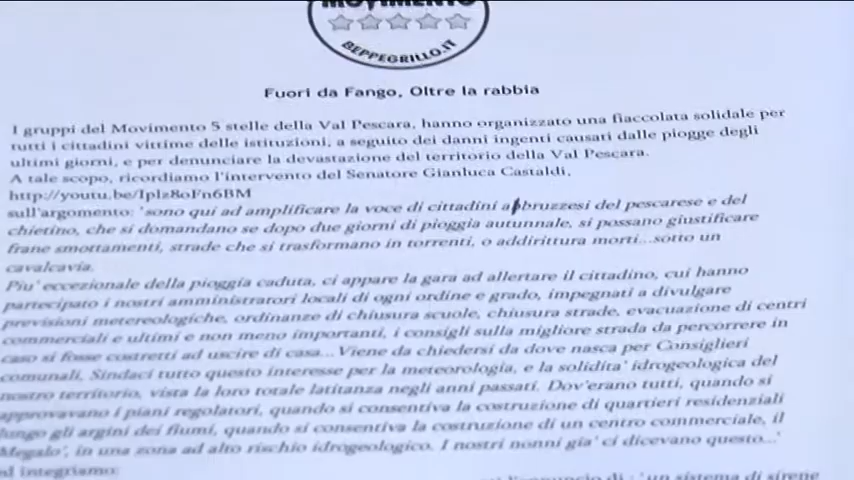 MOVIMENTO
BEPPEGRILLO.IT
Fuori da Fango, Oltre la rabbia
I gruppi del Movimento 5 stelle della Val Pescara, hanno organizzato una fiaccolata solidale per
tutti i cittadini vittime delle istituzioni, a seguito dei danni ingenti causati dalle piogge degli
ultimi giorni, e per denunciare la devastazione del territorio della Val Pescara.
A tale scopo, ricordiamo l'intervento del Senatore Gianluca Castaldi,
http://youtu.be/Iplz8oFn6BM
sull'argomento: 'sono qui ad amplificare la voce di cittadini abbruzzesi del pescarese e del
chietino, che si domandano se dopo due giorni di pioggia autunnale, si possano giustificare
frane smottamenti, strade che si trasformano in torrenti, o addirittura morti...sotto un
cavalcavia.
Piu' eccezionale della pioggia caduta, ci appare la gara ad allertare il cittadino, cui hanno
partecipato i nostri amministratori locali di ogni ordine e grado, impegnati a divulgare
previsioni metereologiche, ordinanze di chiusura scuole, chiusura strade, evacuazione di centri
commerciali e ultimi e non meno importanti, i consigli sulla migliore strada da percorrere in
caso si fosse costretti ad uscire di casa... Viene da chiedersi da dove nasca per Consiglieri
comunali, Sindaci tutto questo interesse per la meteorologia, e la solidita' idrogeologica del
nostro territorio, vista la loro totale latitanza negli anni passati. Dov'erano tutti, quando si
approvavano i piani regolatori, quando si consentiva la costruzione di quartieri residenziali
lungo gli argini dei fiumi, quando si consentiva la costruzione di un centro commerciale, il
Megalo', in una zona ad alto rischio idrogeologico. I nostri nonni gia' ci dicevano questo...'
ed integriamo:
l'annuncio di : 'un sistema di sirene